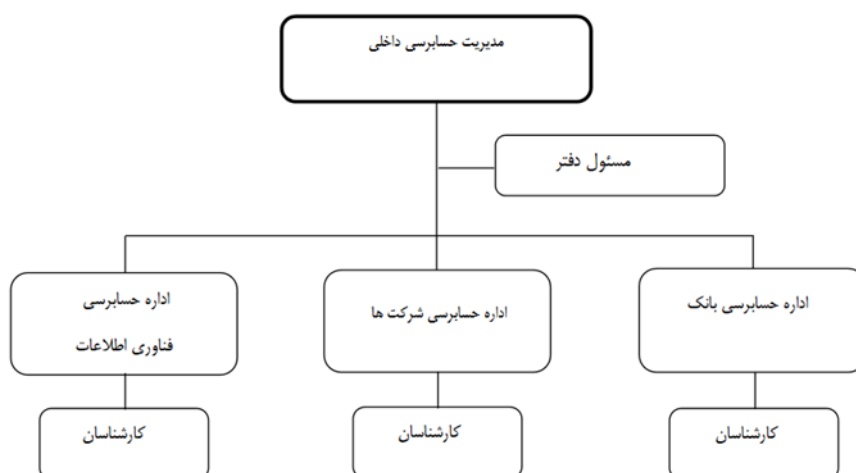 مدیریت حسابرسی داخلی
مسئول دفتر
اداره حسابرسی بانک
اداره حسابرسی شرکت ها
اداره حسابرسی
فناوری اطلاعات
کارشناسان
کارشناسان
کارشناسان